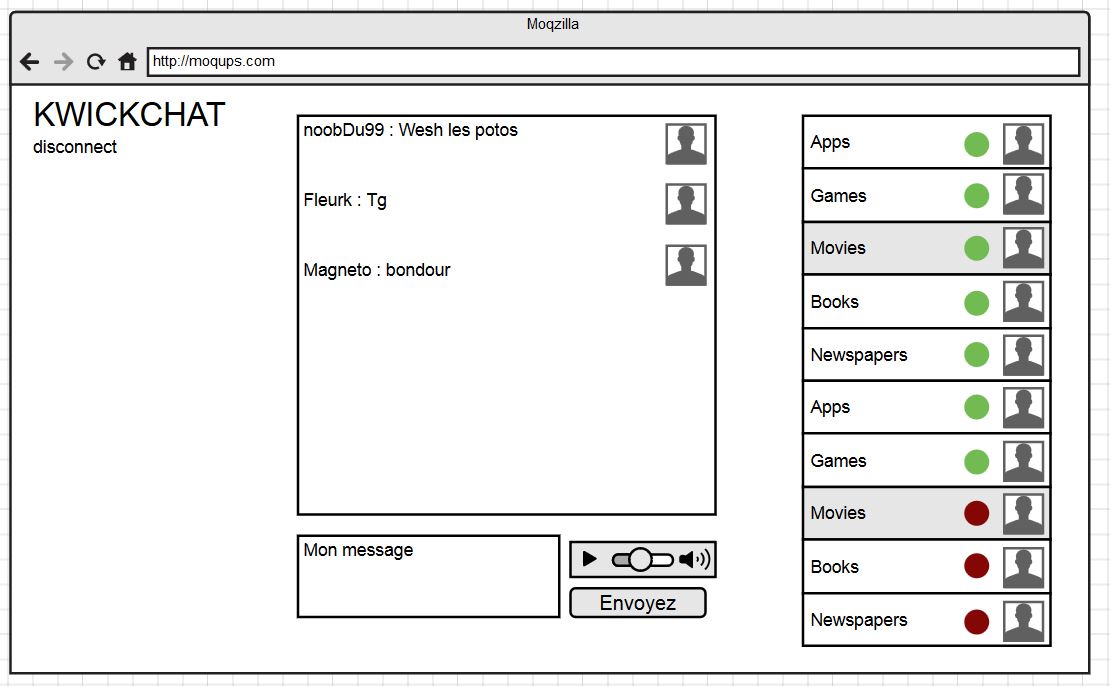 Moqzilla
http://moqups.com
KWICKCHAT
disconnect
noobDu99 : Wesh les potos
Fleurk : Tg
Magneto : bondour
Mon message
Envoyez
Apps
Games
Movies
Books
Newspapers
Apps
Games
Movies
Books
Newspapers